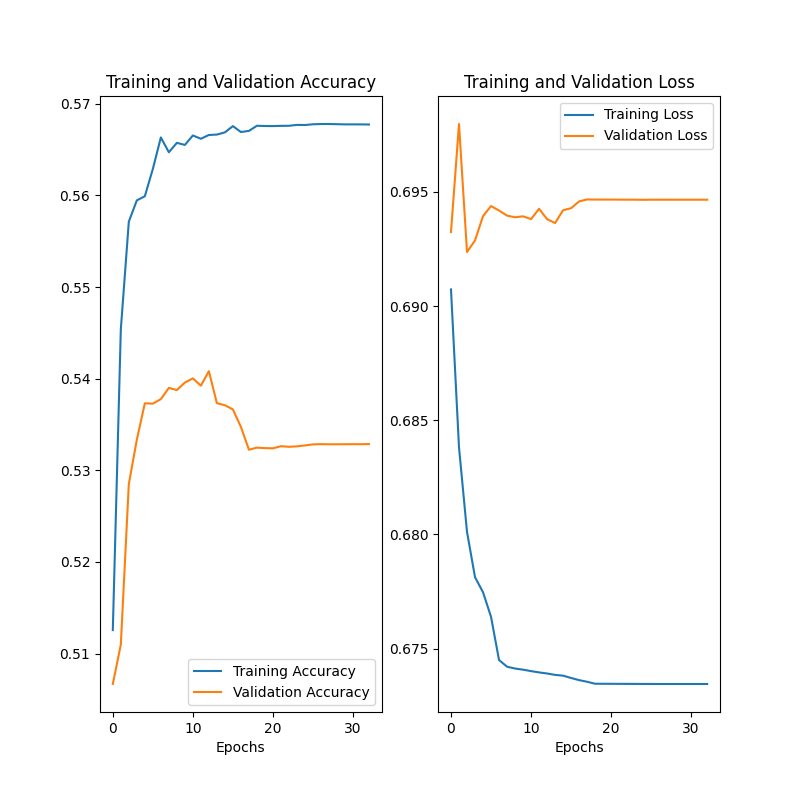 Training and Validation Accuracy
0.57
0.56
0.55
0.54
0.53
0.52
0.51
Training Accuracy
Validation Accuracy
0 10 20 30
Epochs
Training and Validation Loss
Training Loss
Validation Loss
0.695
0.690
0.685
0.680
0.675
0 10 20 30
Epochs